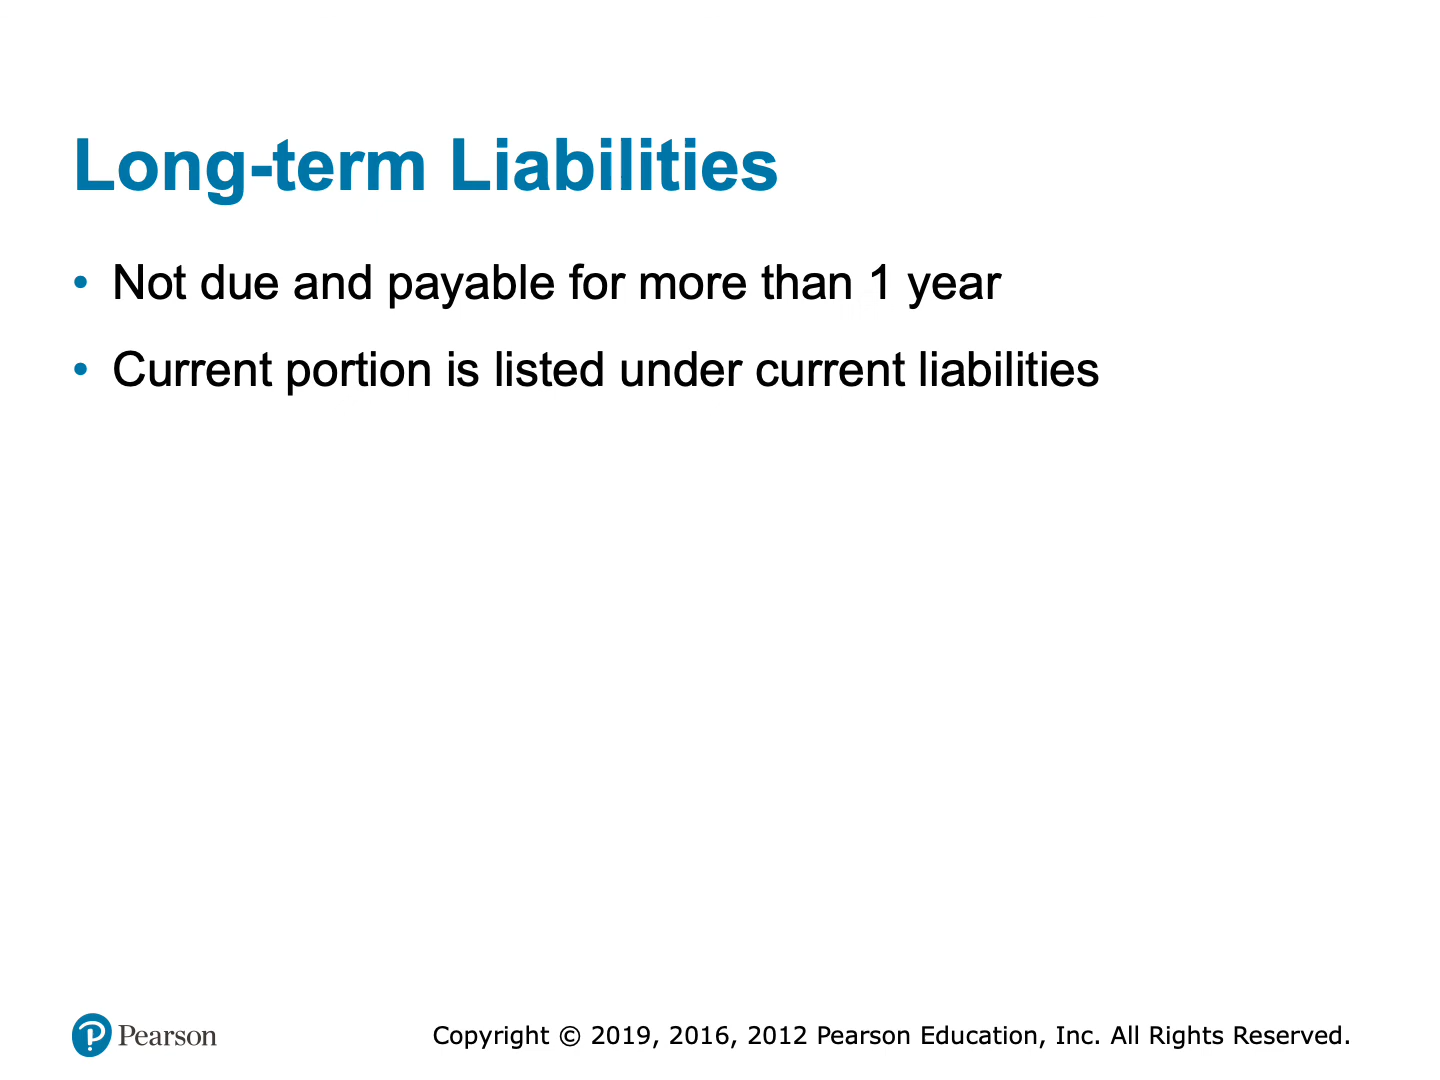 Long-term Liabilities
• Not due and payable for more than 1 year
• Current portion is listed under current liabilities
Pearson
Copyright © 2019, 2016, 2012 Pearson Education, Inc. All Rights Reserved.